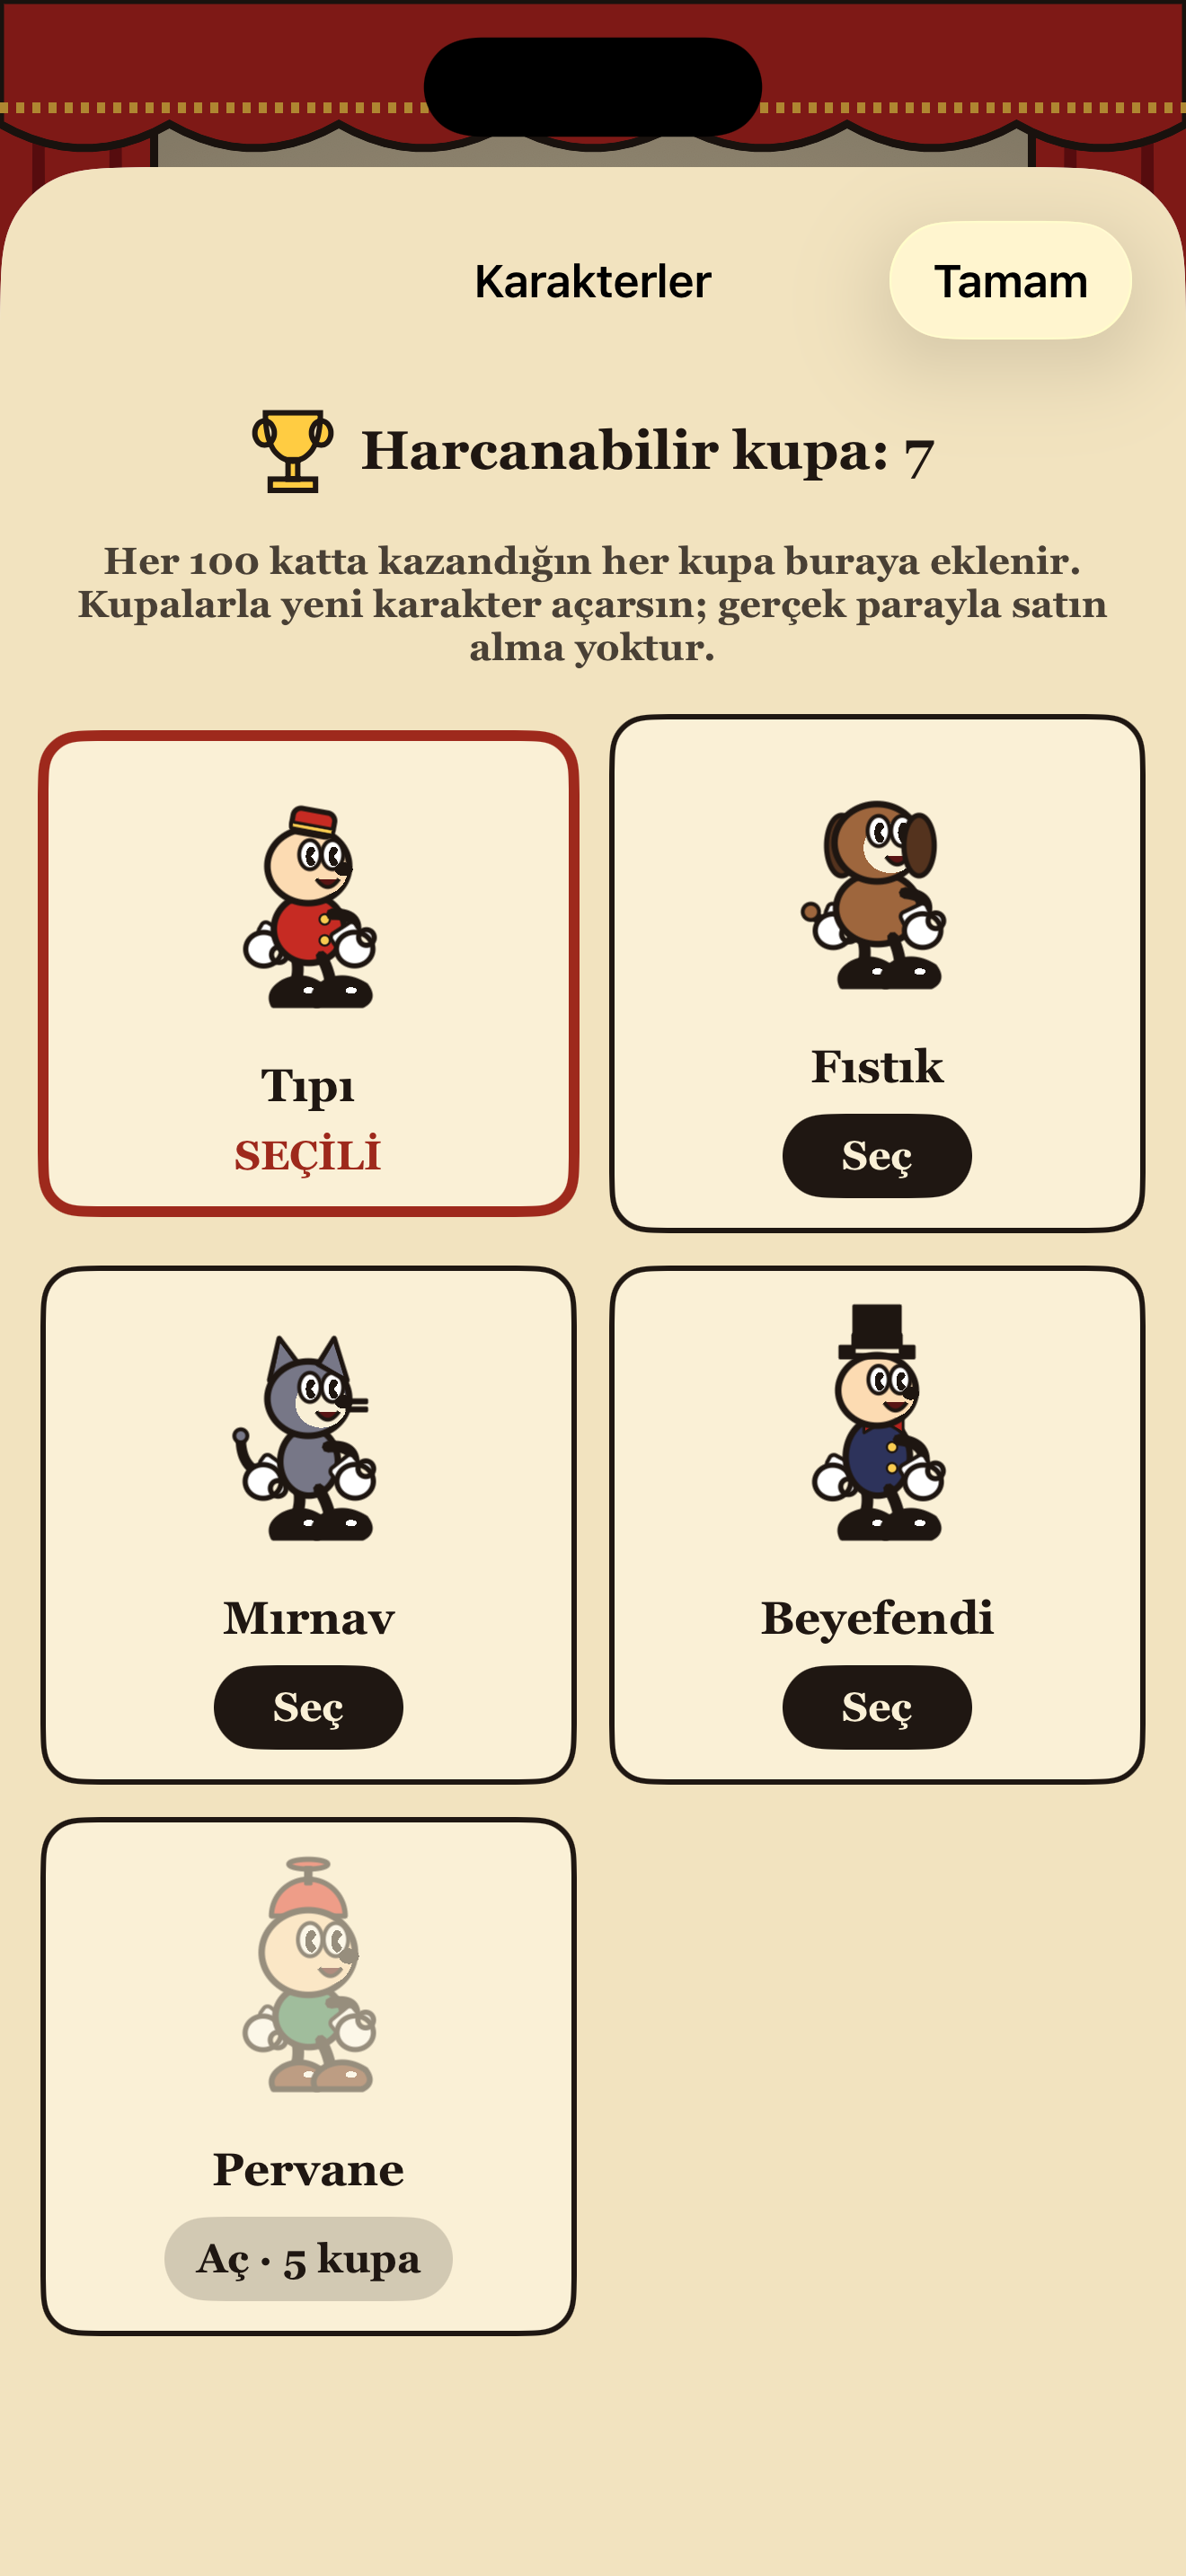 Karakterler
Tamam
Harcanabilir kupa: 7
Her 100 katta kazandığın her kupa buraya eklenir.
Kupalarla yeni karakter açarsın; gerçek parayla satın
alma yoktur.
Tıpı
SEÇİLİ
Fıstık
Seç
Mırnav
Seç
Beyefendi
Seç
Pervane
Aç · 5 kupa